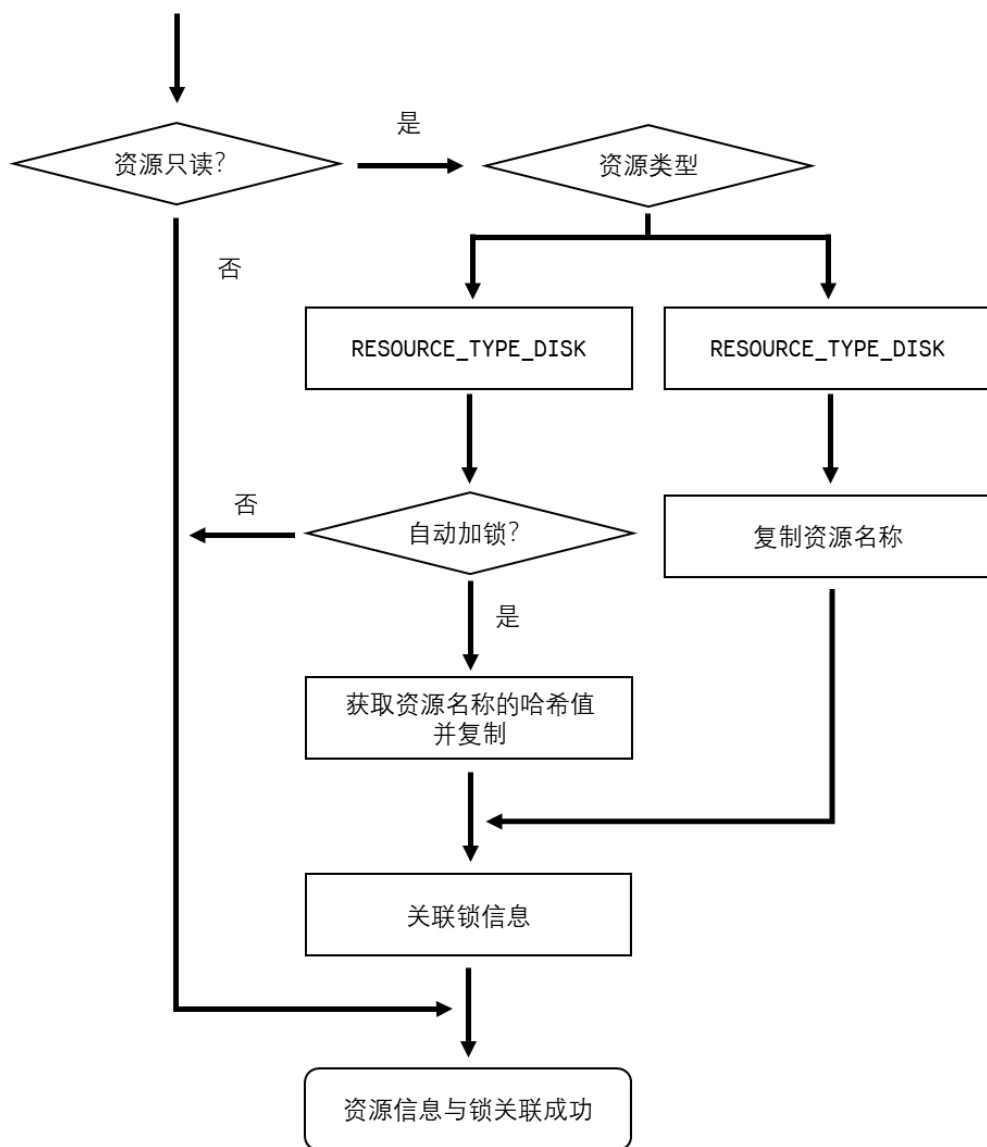 是
资源只读?
资源类型
否
RESOURCE_TYPE_DISK
RESOURCE_TYPE_DISK
否
自动加锁?
复制资源名称
是
获取资源名称的哈希值
并复制
关联锁信息
资源信息与锁关联成功